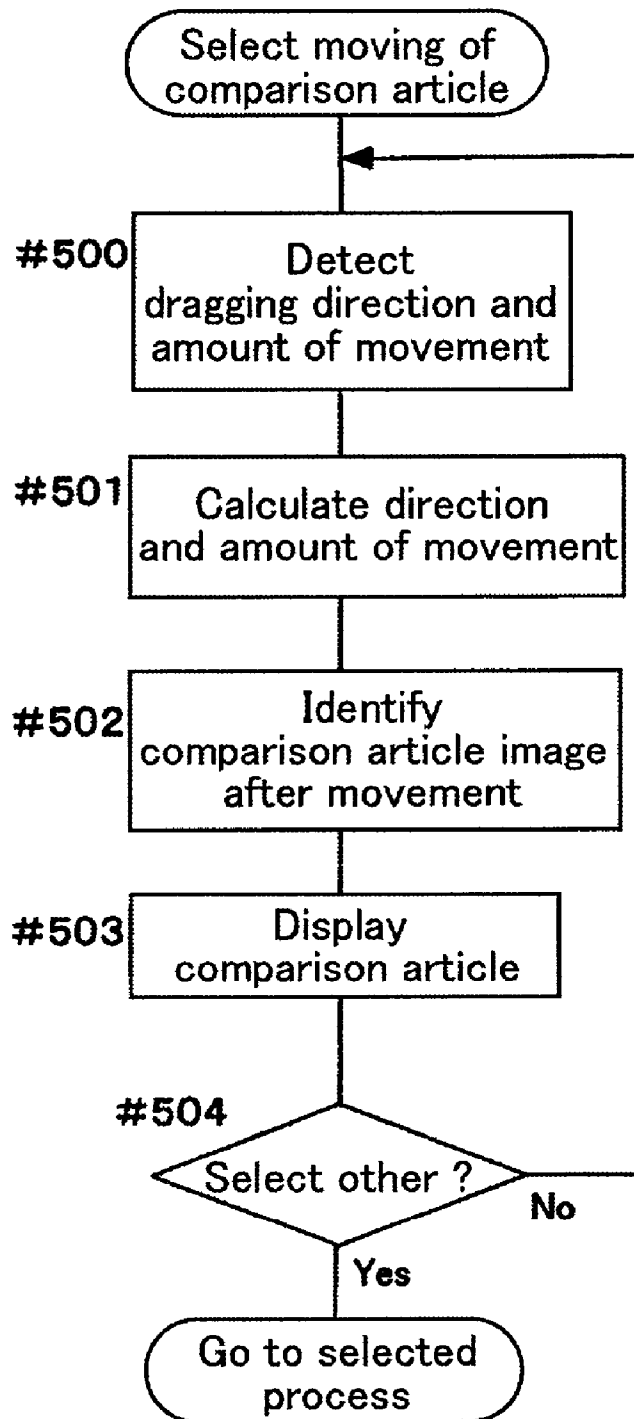 Select moving of
comparison article
#500
Detect
dragging direction and
amount of movement
#501
Calculate direction
and amount of movement
#502
Identify
comparison article image
after movement
#503
Display
comparison article
#504
Select other ?
No
Yes
Go to selected
process